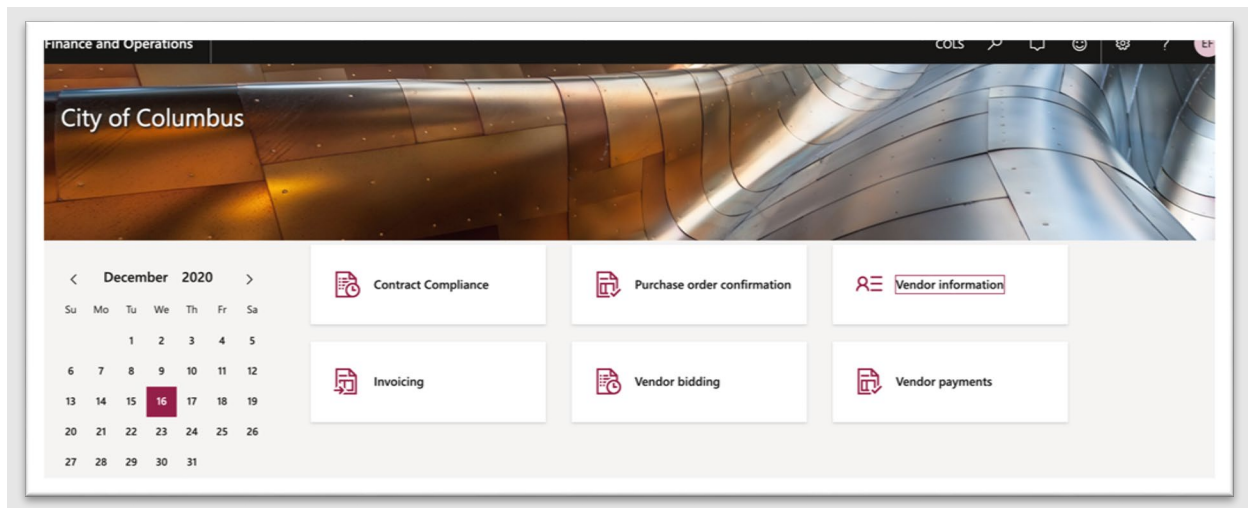 Finance and Operations
COLS ? EF
City of Columbus
< December 2020 >
Su Mo Tu We Th Fr Sa
1 2 3 4 5
6 7 8 9 10 11 12
13 14 15 16 17 18 19
20 21 22 23 24 25 26
27 28 29 30 31
Contract Compliance
Purchase order confirmation
Vendor information
Invoicing
Vendor bidding
Vendor payments